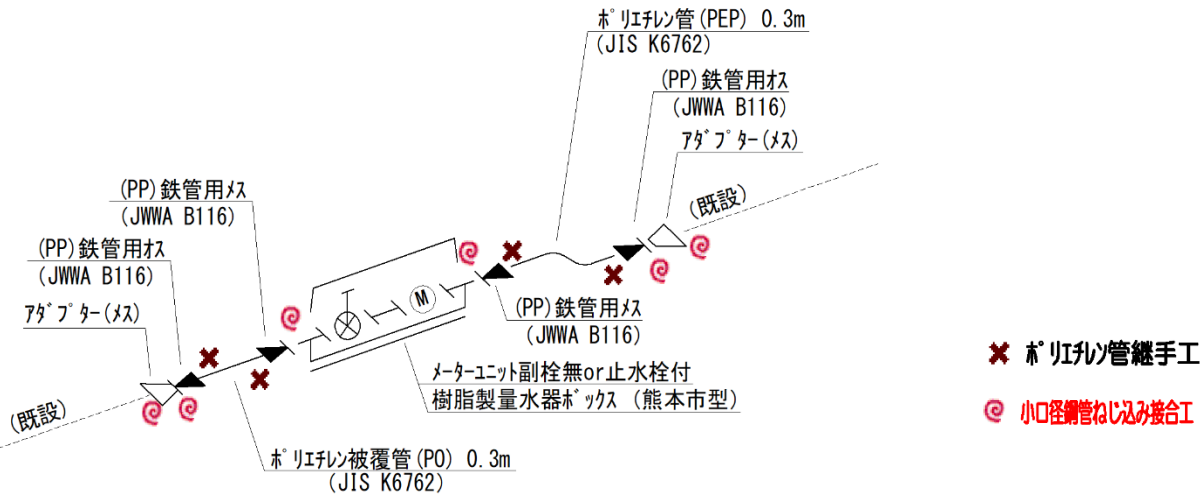 ﾎﾟﾘｴﾁﾚﾝ管(PEP) 0.3m
(JIS K6762)
(PP)鉄管用ｵｽ
(JWWA B116)
ｱﾀﾞﾌﾟﾀｰ(ﾒｽ)
(既設)
(PP)鉄管用ﾒｽ
(JWWA B116)
(PP)鉄管用ｵｽ
(JWWA B116)
ｱﾀﾞﾌﾟﾀｰ(ﾒｽ)
M
(PP)鉄管用ﾒｽ
(JWWA B116)
ﾒｰﾀｰﾕﾆｯﾄ副栓無or止水栓付
樹脂製量水器ﾎﾞｯｸｽ (熊本市型)
(既設)
ﾎﾟﾘｴﾁﾚﾝ被覆管(PO) 0.3m
(JIS K6762)
ﾎﾟﾘｴﾁﾚﾝ管継手工
小口径鋼管ねじ込み接合工